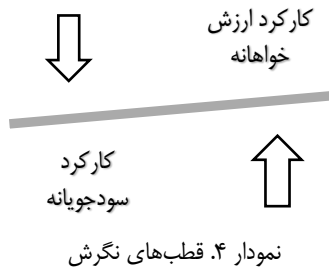 کارکرد ارزش
خواهانه
کارکرد
سودجویانه
نمودار ۴. قطب‌های نگرش